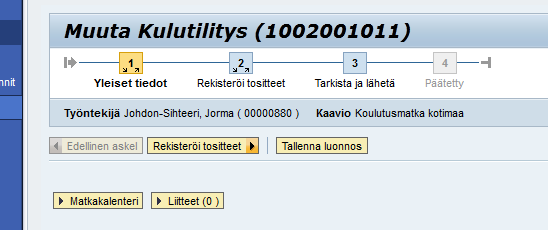 Muuta Kulutilitys (1002001011)
1 2 3 4
Yleiset tiedot Rekisteröi tositteet Tarkista ja lähetä Päätetty
nnit
Työntekijä Johdon-Sihteeri, Jorma ( 00000880 ) Kaavio Koulutusmatka kotimaa
Edellinen askel Rekisteröi tositteet Tallenna luonnos
Matkakalenteri Liitteet (0 )